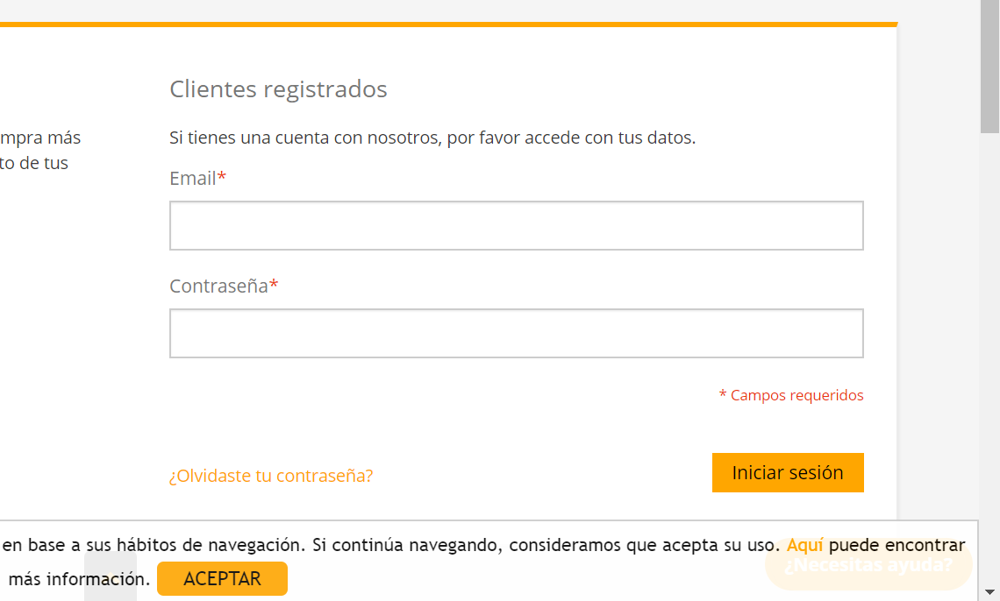 Clientes registrados
mpra más
to de tus
Si tienes una cuenta con nosotros, por favor accede con tus datos.
Email*
Contraseña*
* Campos requeridos
¿Olvidaste tu contraseña?
Iniciar sesión
en base a sus hábitos de navegación. Si continúa navegando, consideramos que acepta su uso. Aquí puede encontrar
más información. ACEPTAR
¿Necesitas ayuda?